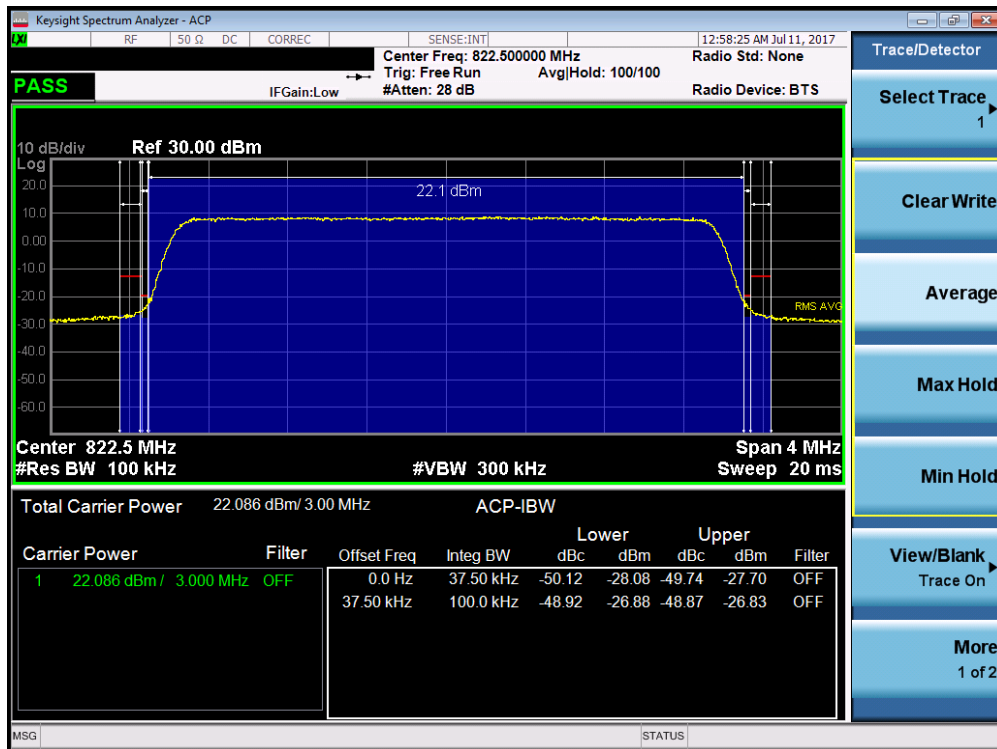 Keysight Spectrum Analyzer - ACP
LXI RF 50 Ω DC CORREC SENSE:INT 12:58:25 AM Jul 11, 2017
Center Freq: 822.500000 MHz Radio Std: None
Trig: Free Run Avg|Hold: 100/100
PASS IFGain:Low #Atten: 28 dB Radio Device: BTS
10 dB/div Ref 30.00 dBm
Log
20.0
22.1 dBm
10.0
0.00
-10.0
-20.0
RMS AVG
-30.0
-40.0
-50.0
-60.0
Center 822.5 MHz Span 4 MHz
#Res BW 100 kHz #VBW 300 kHz Sweep 20 ms
Total Carrier Power 22.086 dBm/ 3.00 MHz ACP-IBW
Lower Upper
Carrier Power Filter Offset Freq Integ BW dBc dBm dBc dBm Filter
1 22.086 dBm / 3.000 MHz OFF 0.0 Hz 37.50 kHz -50.12 -28.08 -49.74 -27.70 OFF
37.50 kHz 100.0 kHz -48.92 -26.88 -48.87 -26.83 OFF
MSG STATUS
Trace/Detector
Select Trace
1
Clear Write
Average
Max Hold
Min Hold
View/Blank
Trace On
More
1 of 2